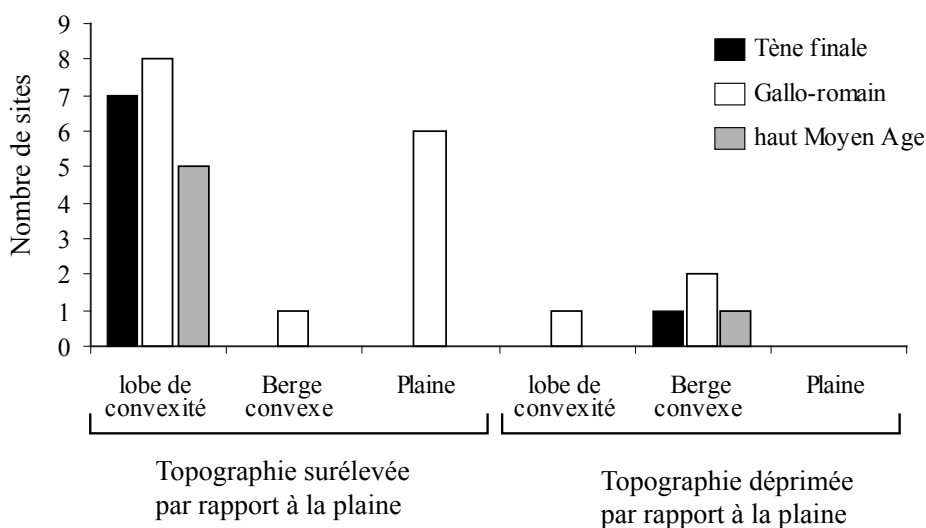 Nombre de sites
9
8
7
6
5
4
3
2
1
0
Tène finale
Gallo-romain
haut Moyen Age
lobe de
convexité
Berge
convexe
Plaine
lobe de
convexité
Berge
convexe
Plaine
Topographie surélevée
par rapport à la plaine
Topographie déprimée
par rapport à la plaine